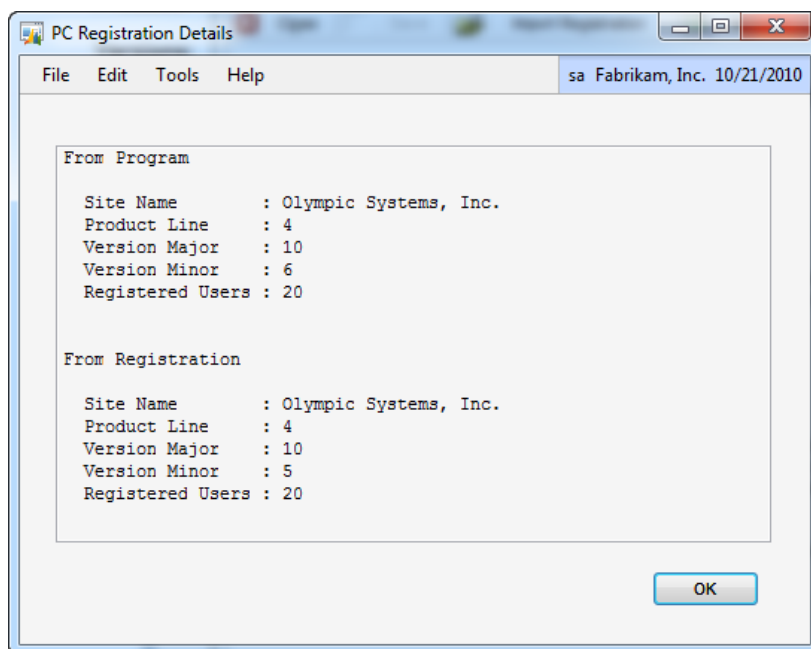 PC Registration Details
File Edit Tools Help sa Fabrikam, Inc. 10/21/2010
From Program
Site Name : Olympic Systems, Inc.
Product Line : 4
Version Major : 10
Version Minor : 6
Registered Users : 20
From Registration
Site Name : Olympic Systems, Inc.
Product Line : 4
Version Major : 10
Version Minor : 5
Registered Users : 20
OK